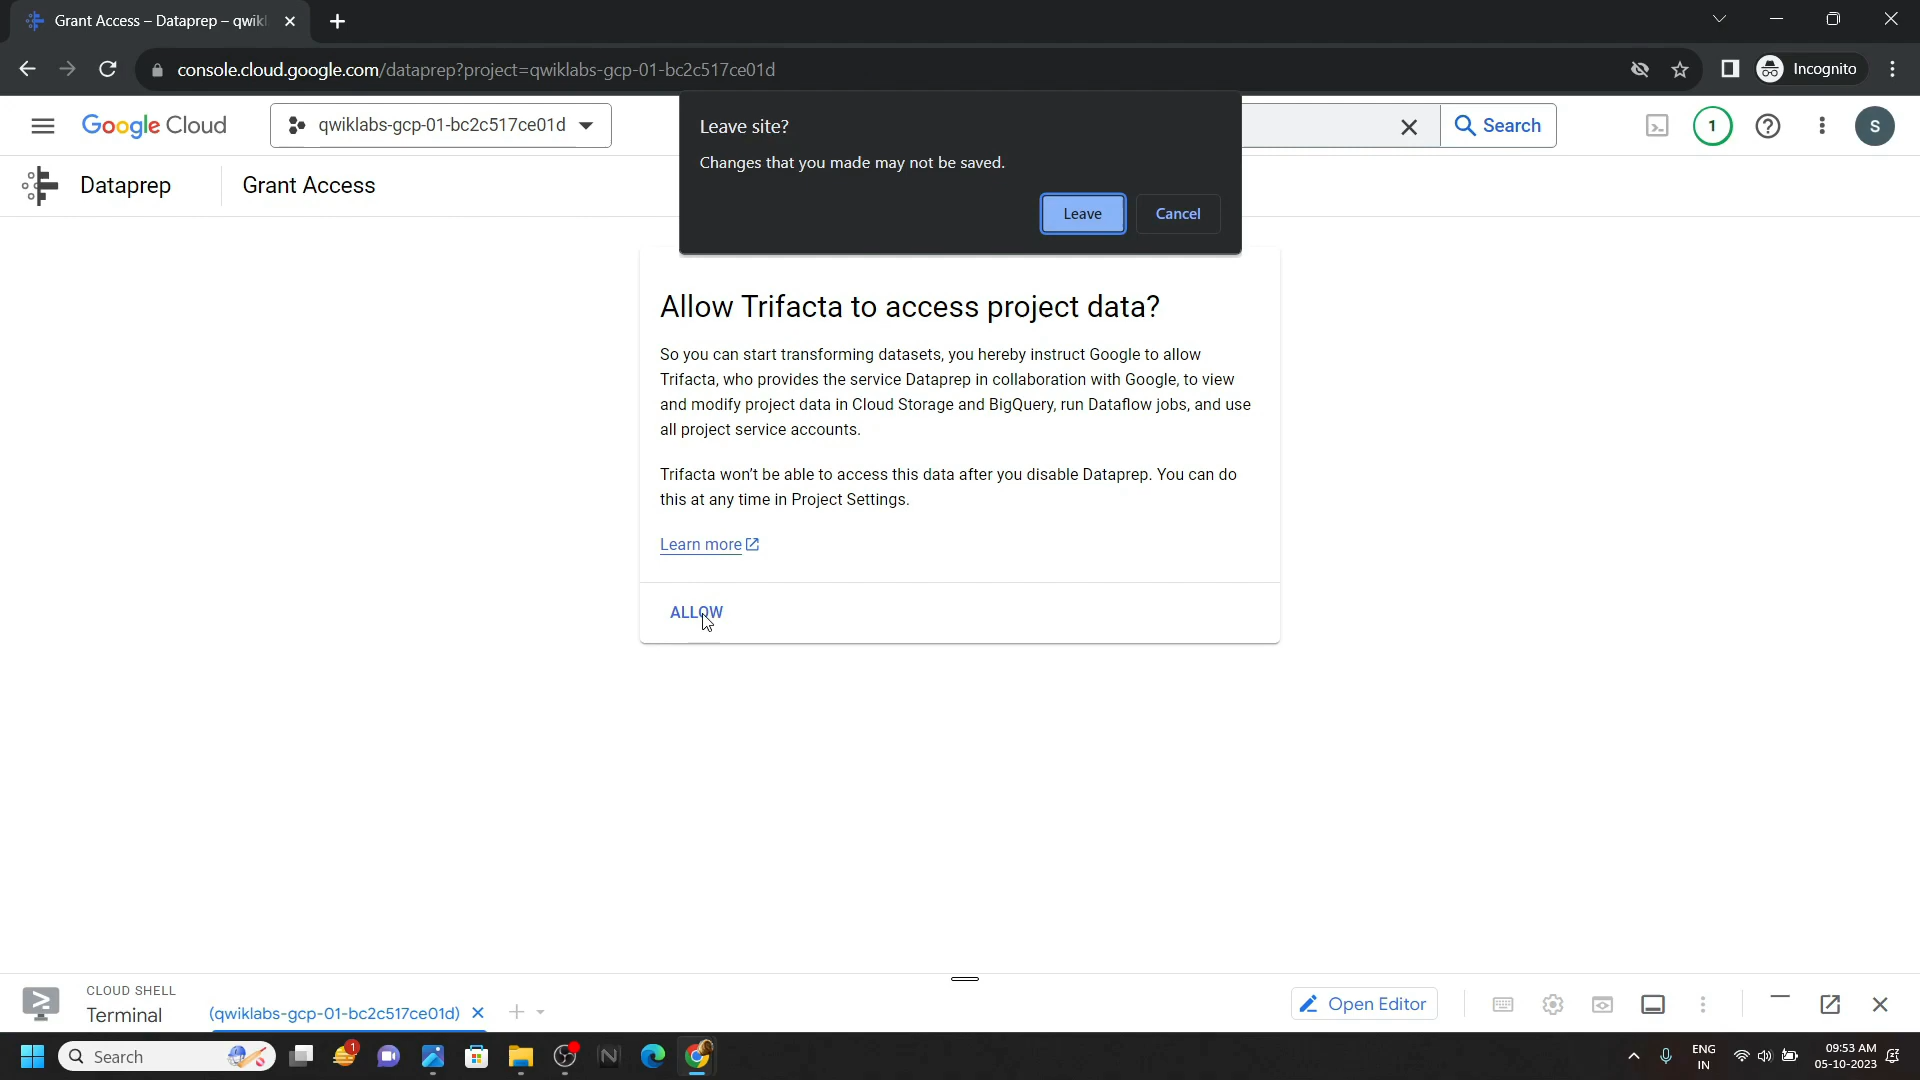 Grant Access – Dataprep – qwikl
console.cloud.google.com/dataprep?project=qwiklabs-gcp-01-bc2c517ce01d
Incognito
Google Cloud
qwiklabs-gcp-01-bc2c517ce01d
Search
1
S
Leave site?
Changes that you made may not be saved.
Leave
Cancel
Dataprep
Grant Access
Allow Trifacta to access project data?
So you can start transforming datasets, you hereby instruct Google to allow
Trifacta, who provides the service Dataprep in collaboration with Google, to view
and modify project data in Cloud Storage and BigQuery, run Dataflow jobs, and use
all project service accounts.
Trifacta won't be able to access this data after you disable Dataprep. You can do
this at any time in Project Settings.
Learn more
ALLOW
CLOUD SHELL
Terminal
(qwiklabs-gcp-01-bc2c517ce01d)
Open Editor
Search
1
ENG
IN
09:53 AM
05-10-2023